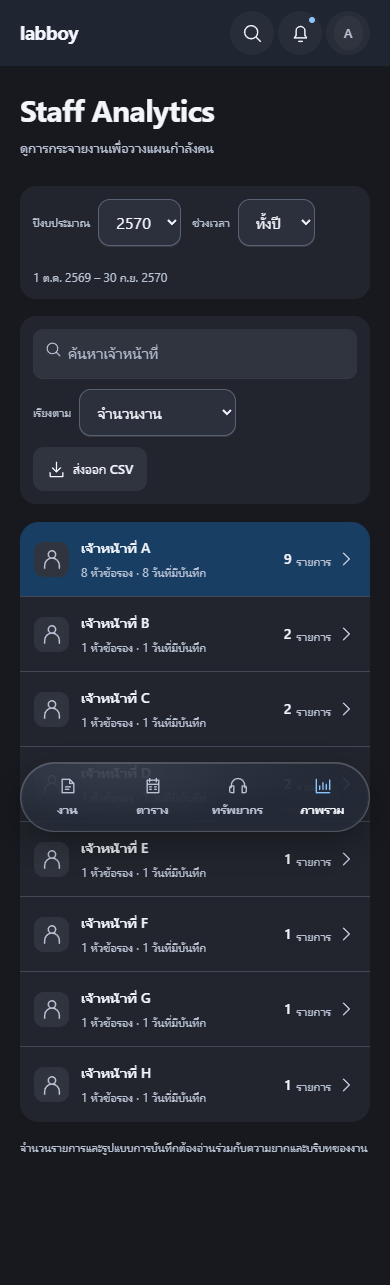 labboy
A
Staff Analytics
ดูการกระจายงานเพื่อวางแผนกำลังคน
ปีงบประมาณ 2570 ช่วงเวลา ทั้งปี
1 ต.ค. 2569 – 30 ก.ย. 2570
ค้นหาเจ้าหน้าที่
เรียงตาม จำนวนงาน
ส่งออก CSV
เจ้าหน้าที่ A
8 หัวข้อรอง · 8 วันที่มีบันทึก
9 รายการ
เจ้าหน้าที่ B
1 หัวข้อรอง · 1 วันที่มีบันทึก
2 รายการ
เจ้าหน้าที่ C
1 หัวข้อรอง · 1 วันที่มีบันทึก
2 รายการ
เจ้าหน้าที่ D
งาน ตาราง ทรัพยากร ภาพรวม
เจ้าหน้าที่ E
1 หัวข้อรอง · 1 วันที่มีบันทึก
1 รายการ
เจ้าหน้าที่ F
1 หัวข้อรอง · 1 วันที่มีบันทึก
1 รายการ
เจ้าหน้าที่ G
1 หัวข้อรอง · 1 วันที่มีบันทึก
1 รายการ
เจ้าหน้าที่ H
1 หัวข้อรอง · 1 วันที่มีบันทึก
1 รายการ
จำนวนรายการและรูปแบบการบันทึกต้องอ่านร่วมกับความยากและบริบทของงาน